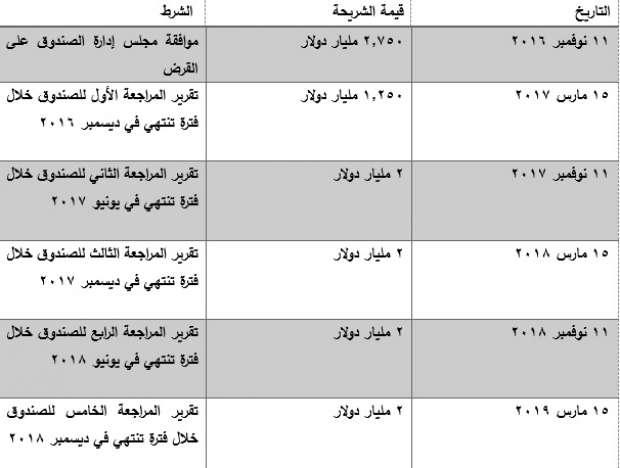 التاريخ قيمة الشريحة الشرط
١١ نوفمبر ٢٠١٦ ٢,٧٥٠ مليار دولار موافقة مجلس إدارة الصندوق على
القرض
١٥ مارس ٢٠١٧ ١,٢٥٠ مليار دولار تقرير المراجعة الأول للصندوق خلال
فترة تنتهي في ديسمبر ٢٠١٦
١١ نوفمبر ٢٠١٧ ٢ مليار دولار تقرير المراجعة الثاني للصندوق خلال
فترة تنتهي في يونيو ٢٠١٧
١٥ مارس ٢٠١٨ ٢ مليار دولار تقرير المراجعة الثالث للصندوق خلال
فترة تنتهي في ديسمبر ٢٠١٧
١١ نوفمبر ٢٠١٨ ٢ مليار دولار تقرير المراجعة الرابع للصندوق خلال
فترة تنتهي في يونيو ٢٠١٨
١٥ مارس ٢٠١٩ ٢ مليار دولار تقرير المراجعة الخامس للصندوق
خلال فترة تنتهي في ديسمبر ٢٠١٨